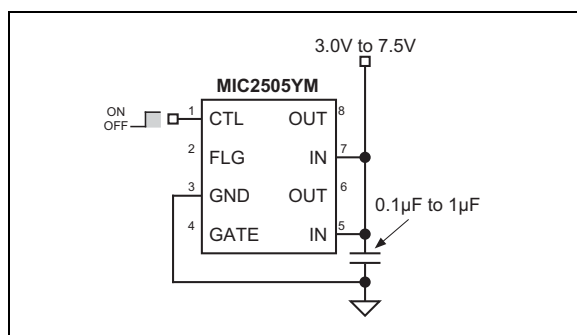 3.0V to 7.5V
MIC2505YM
ON
OFF
1 CTL OUT 8
2 FLG IN 7
3 GND OUT 6
4 GATE IN 5
0.1µF to 1µF